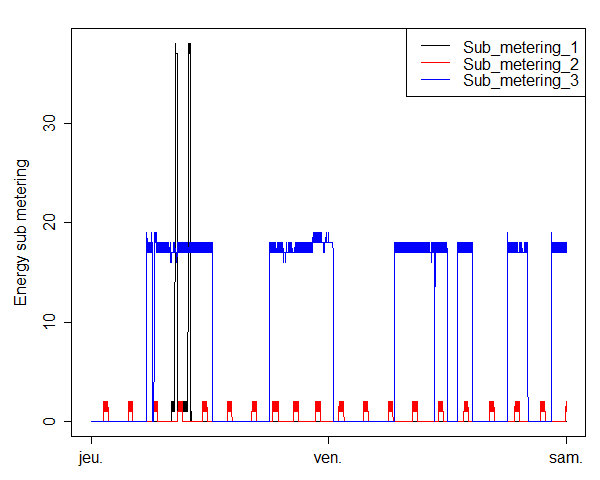 Sub_metering_1
Sub_metering_2
Sub_metering_3
Energy sub metering
30
20
10
0
jeu.
ven.
sam.